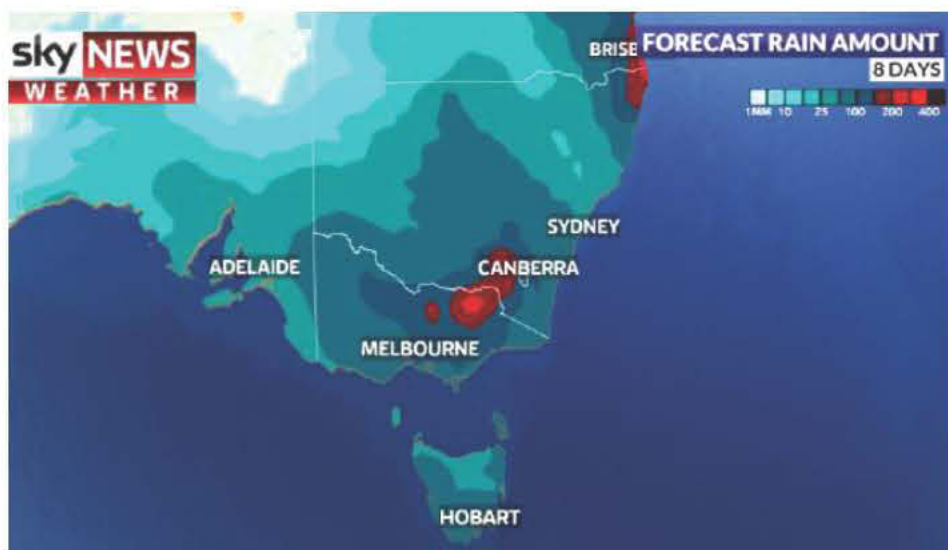 sky NEWS
WEATHER
FORECAST RAIN AMOUNT
8 DAYS
1MM 10 25 100 200 400
BRISB
SYDNEY
ADELAIDE
CANBERRA
MELBOURNE
HOBART